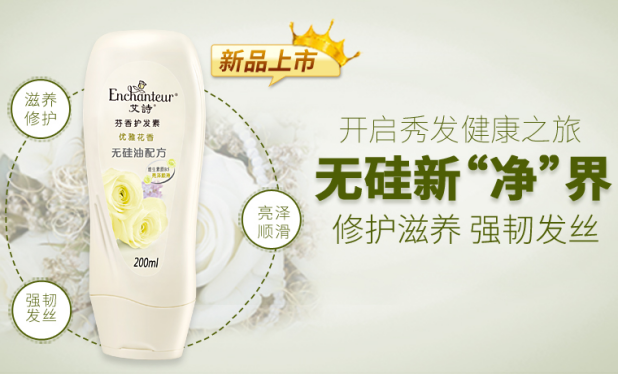 新品上市
滋养
修护
Enchanteur
艾詩
芬香护发素
优雅花香
无硅油配方
200ml
亮泽
顺滑
强韧
发丝
开启秀发健康之旅
无硅新“净”界
修护滋养 强韧发丝